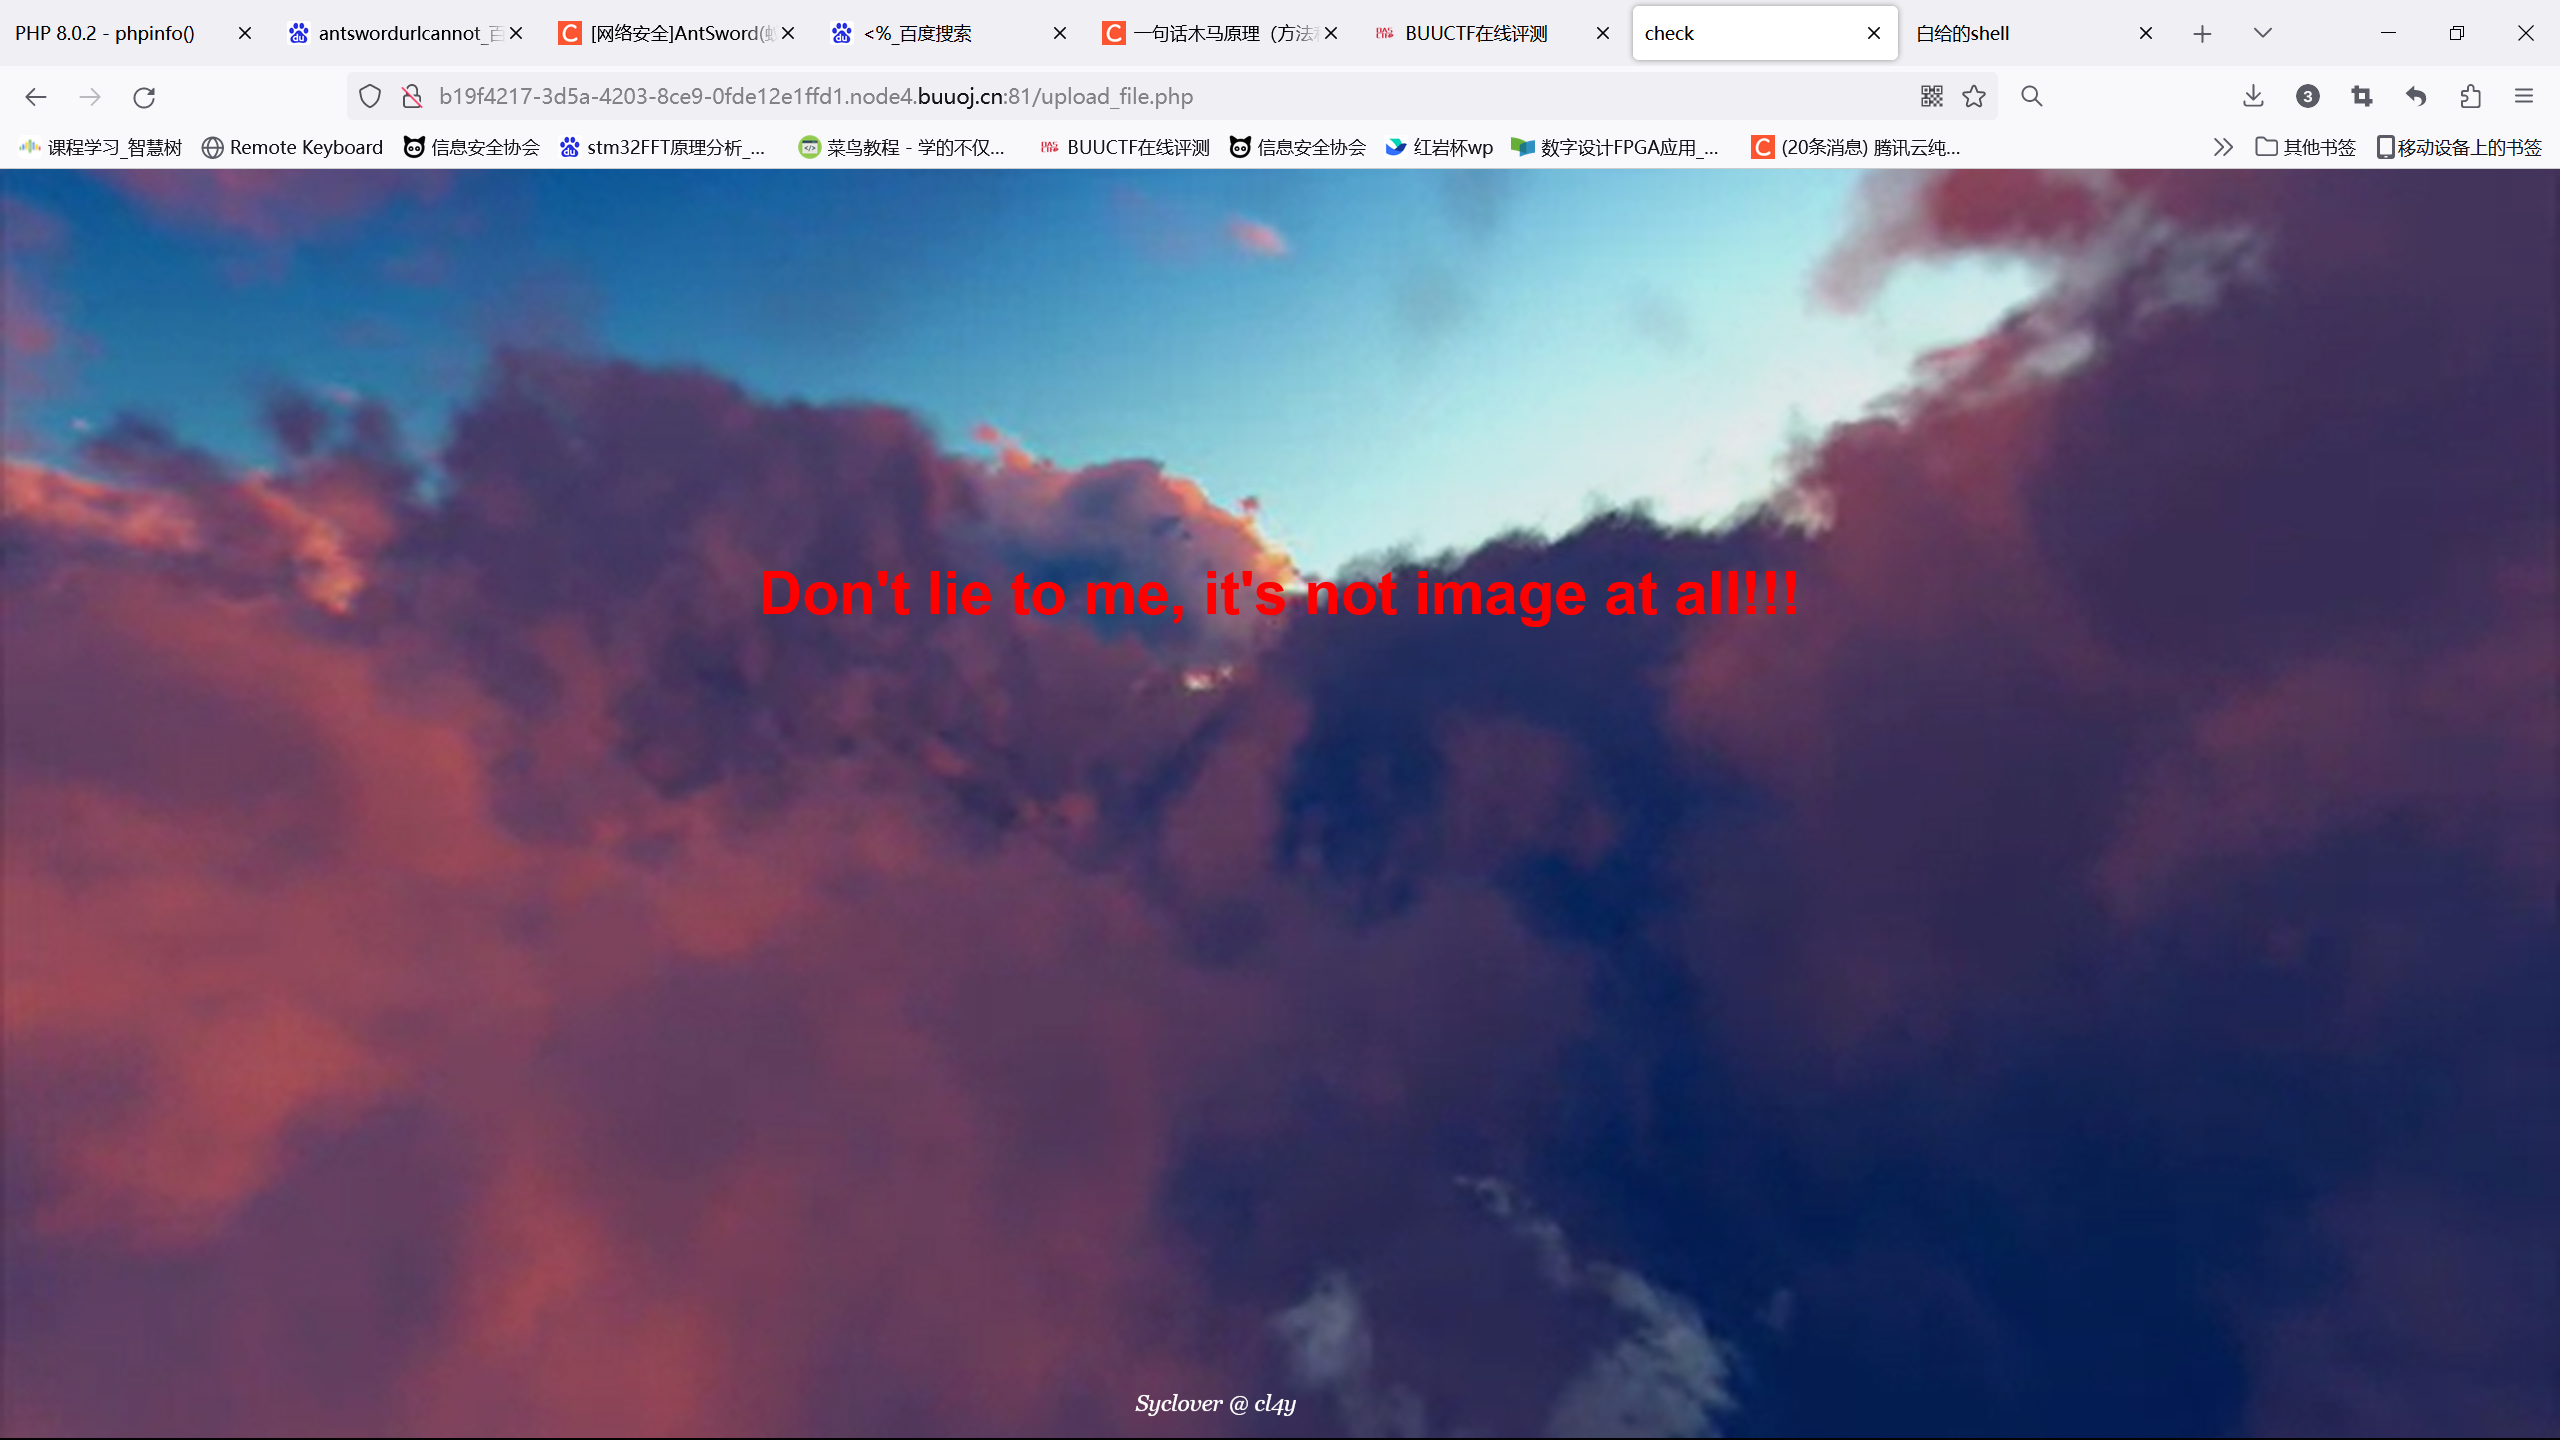 PHP 8.0.2 - phpinfo() antswordurlcannot_百 [网络安全]AntSword( <%_百度搜索 一句话木马原理（方法 BUUCTF在线评测 check 白给的shell
b19f4217-3d5a-4203-8ce9-0fde12e1ffd1.node4.buuoj.cn:81/upload_file.php 3
课程学习_智慧树 Remote Keyboard 信息安全协会 stm32FFT原理分析_... 菜鸟教程 - 学的不仅... BUUCTF在线评测 信息安全协会 红岩杯wp 数字设计FPGA应用_... (20条消息) 腾讯云纯... 其他书签 移动设备上的书签
Don't lie to me, it's not image at all!!!
Syclover @ cl4y